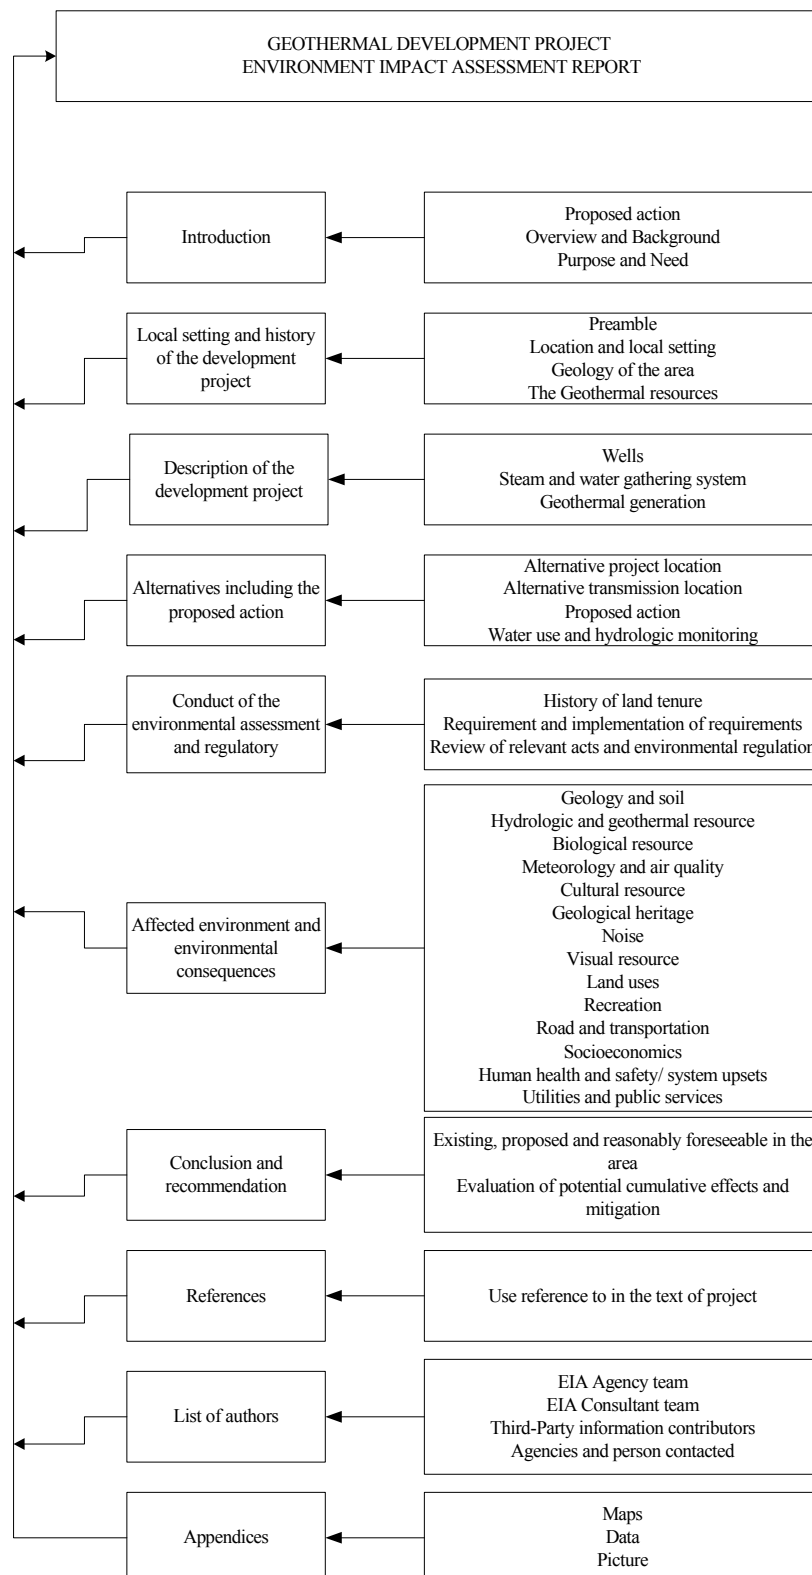 GEOTHERMAL DEVELOPMENT PROJECT
ENVIRONMENT IMPACT ASSESSMENT REPORT
Introduction
Proposed action
Overview and Background
Purpose and Need
Local setting and history
of the development
project
Preamble
Location and local setting
Geology of the area
The Geothermal resources
Description of the
development project
Wells
Steam and water gathering system
Geothermal generation
Alternatives including the
proposed action
Alternative project location
Alternative transmission location
Proposed action
Water use and hydrologic monitoring
Conduct of the
environmental assessment
and regulatory
History of land tenure
Requirement and implementation of requirements
Review of relevant acts and environmental regulation
Affected environment and
environmental
consequences
Geology and soil
Hydrologic and geothermal resource
Biological resource
Meteorology and air quality
Cultural resource
Geological heritage
Noise
Visual resource
Land uses
Recreation
Road and transportation
Socioeconomics
Human health and safety/ system upsets
Utilities and public services
Conclusion and
recommendation
Existing, proposed and reasonably foreseeable in the
area
Evaluation of potential cumulative effects and
mitigation
References
Use reference to in the text of project
List of authors
EIA Agency team
EIA Consultant team
Third-Party information contributors
Agencies and person contacted
Appendices
Maps
Data
Picture